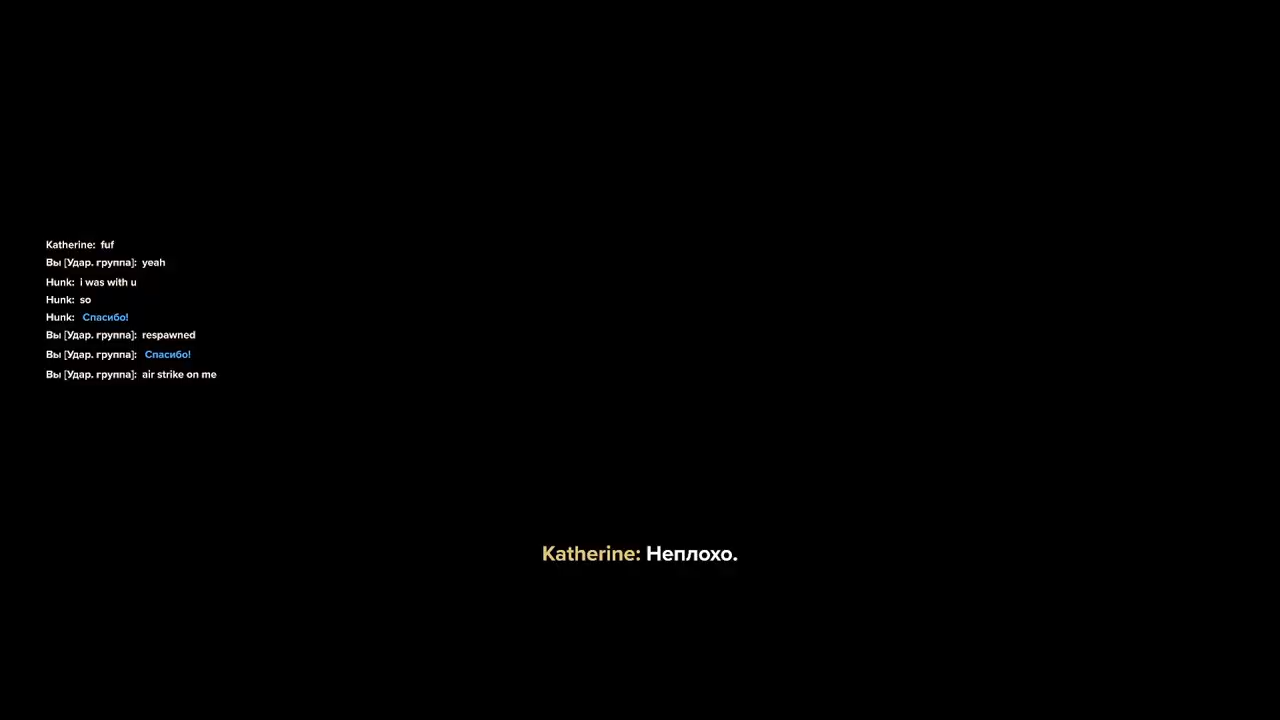 Katherine: fuf
Вы [Удар. группа]: yeah
Hunk: i was with u
Hunk: so
Hunk: Спасибо!
Вы [Удар. группа]: respawned
Вы [Удар. группа]: Спасибо!
Вы [Удар. группа]: air strike on me
Katherine: Неплохо.